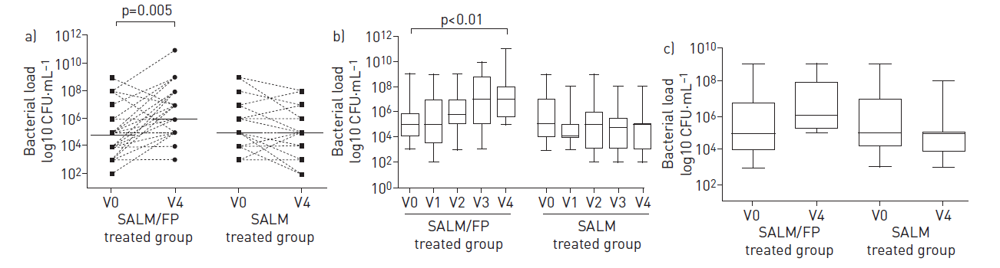 a)
p=0.005
Bacterial load
log10 CFU·mL⁻¹
10¹²
10¹⁰
10⁸
10⁶
10⁴
10²
V0 V4 V0 V4
SALM/FP treated group
SALM treated group
b)
p<0.01
Bacterial load
log10 CFU·mL⁻¹
10¹²
10¹⁰
10⁸
10⁶
10⁴
10²
10⁰
V0 V1 V2 V3 V4 V0 V1 V2 V3 V4
SALM/FP
treated group
SALM
treated group
c)
Bacterial load
log10 CFU·mL⁻¹
10¹⁰
10⁸
10⁶
10⁴
10²
V0 V4 V0 V4
SALM/FP
treated group
SALM
treated group